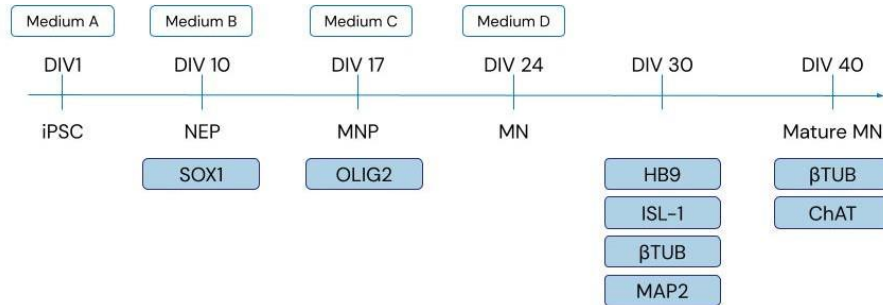 Medium A Medium B Medium C Medium D
DIV1 DIV 10 DIV 17 DIV 24 DIV 30 DIV 40
iPSC NEP MNP MN Mature MN
SOX1 OLIG2 HB9 βTUB
ISL-1 ChAT
βTUB
MAP2